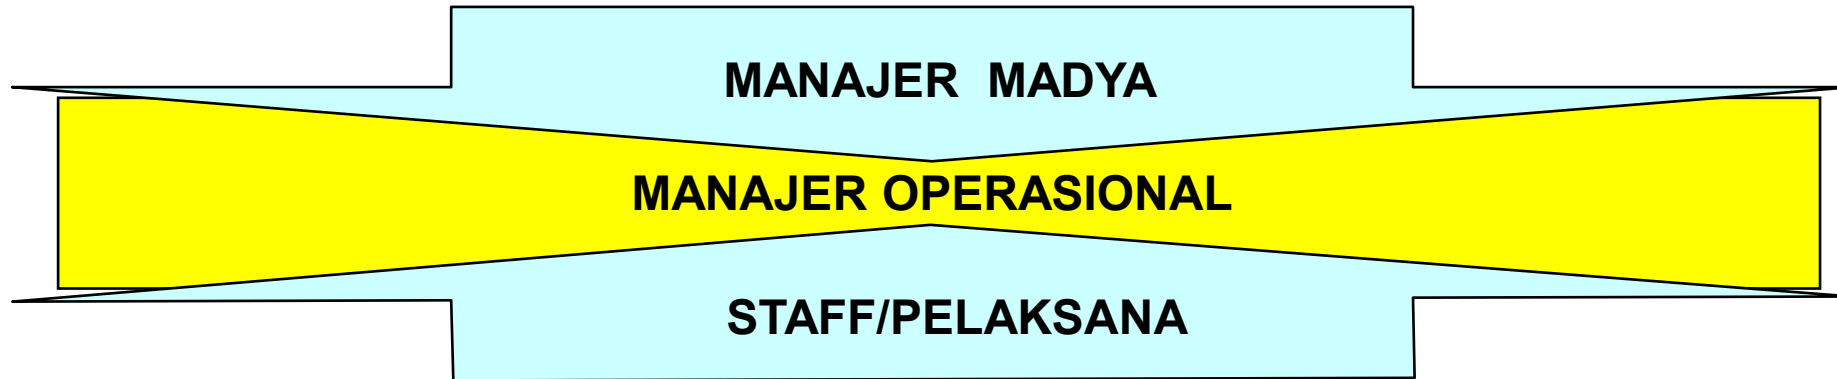 MANAJER  MADYA
MANAJER OPERASIONAL
STAFF/PELAKSANA